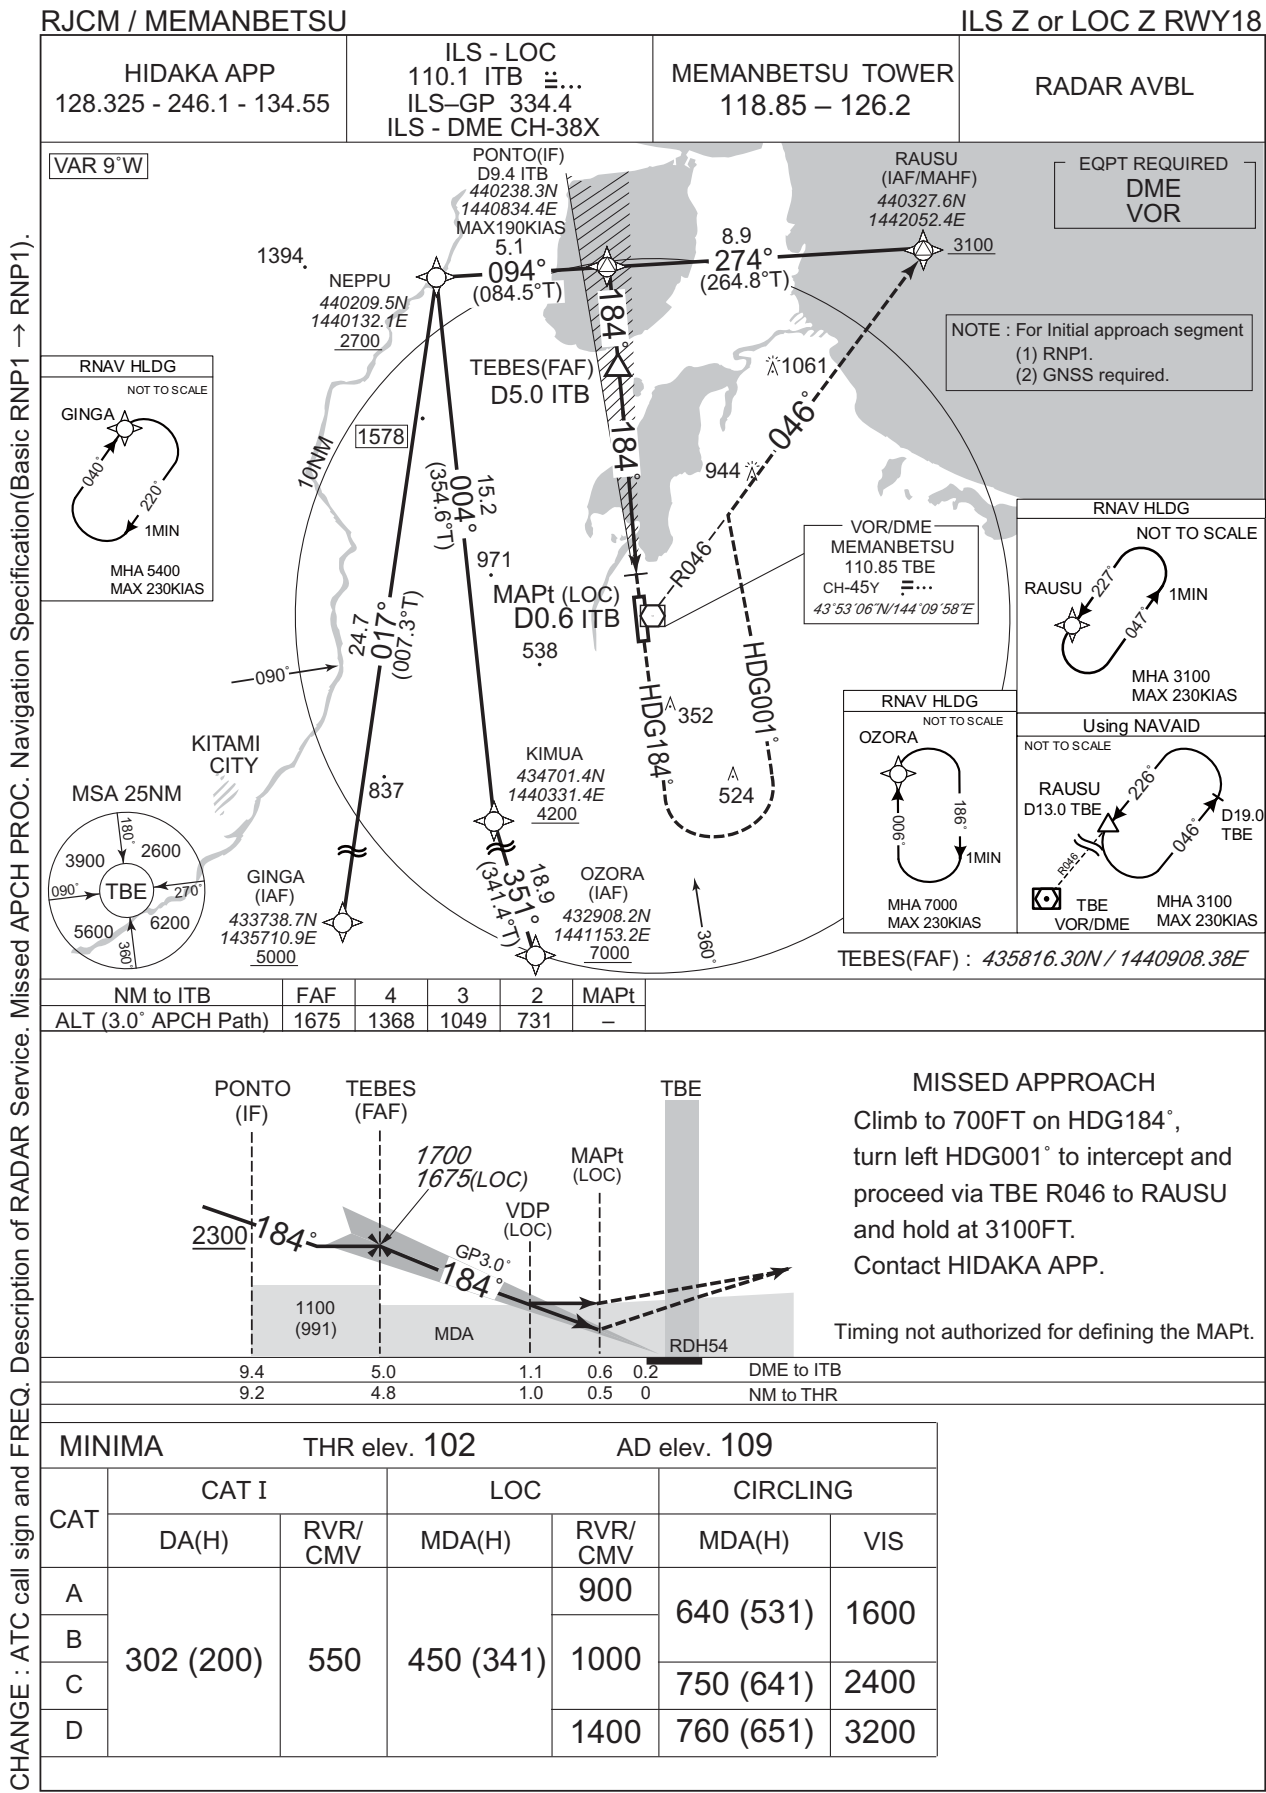 RJCM / MEMANBETSU
ILS Z or LOC Z RWY18
HIDAKA APP
128.325 - 246.1 - 134.55
ILS - LOC
110.1 ITB
ILS–GP 334.4
ILS - DME CH-38X
MEMANBETSU TOWER
118.85 – 126.2
RADAR AVBL
VAR 9°W
PONTO(IF)
D9.4 ITB
440238.3N
1440834.4E
MAX190KIAS
RAUSU
(IAF/MAHF)
440327.6N
1442052.4E
3100
EQPT REQUIRED
DME
VOR
1394
5.1
094°
(084.5°T)
8.9
274°
(264.8°T)
NEPPU
440209.5N
1440132.1E
2700
NOTE : For Initial approach segment
(1) RNP1.
(2) GNSS required.
184°
TEBES(FAF)
D5.0 ITB
1061
RNAV HLDG
NOT TO SCALE
GINGA
040°
220°
1MIN
MHA 5400
MAX 230KIAS
1578
10NM
184°
046°
944
15.2
004°
(354.6°T)
971
R046
VOR/DME
MEMANBETSU
110.85 TBE
CH-45Y
43°53′06″N/144°09′58″E
RNAV HLDG
NOT TO SCALE
RAUSU
227°
047°
1MIN
MHA 3100
MAX 230KIAS
MAPt (LOC)
D0.6 ITB
24.7
017°
(007.3°T)
538
090°
HDG184°
HDG001°
352
524
RNAV HLDG
NOT TO SCALE
OZORA
006°
186°
1MIN
MHA 7000
MAX 230KIAS
Using NAVAID
NOT TO SCALE
RAUSU
D13.0 TBE
226°
046°
D19.0
TBE
R046
TBE
VOR/DME
MHA 3100
MAX 230KIAS
KITAMI
CITY
KIMUA
434701.4N
1440331.4E
4200
837
MSA 25NM
180°
3900
2600
090°
TBE
270°
5600
6200
360°
GINGA
(IAF)
433738.7N
1435710.9E
5000
18.9
351°
(341.4°T)
OZORA
(IAF)
432908.2N
1441153.2E
7000
360°
TEBES(FAF) : 435816.30N / 1440908.38E
NM to ITB FAF 4 3 2 MAPt
ALT (3.0° APCH Path) 1675 1368 1049 731 –
PONTO
(IF)
TEBES
(FAF)
TBE
1700
1675(LOC)
MAPt
(LOC)
VDP
(LOC)
2300
184°
GP3.0°
184°
1100
(991)
MDA
RDH54
9.4 5.0 1.1 0.6 0.2 DME to ITB
9.2 4.8 1.0 0.5 0 NM to THR
MISSED APPROACH
Climb to 700FT on HDG184°,
turn left HDG001° to intercept and
proceed via TBE R046 to RAUSU
and hold at 3100FT.
Contact HIDAKA APP.
Timing not authorized for defining the MAPt.
MINIMA THR elev. 102 AD elev. 109
CAT CAT I LOC CIRCLING
DA(H) RVR/CMV MDA(H) RVR/CMV MDA(H) VIS
A 900
640 (531) 1600
B
302 (200) 550 450 (341) 1000
C 750 (641) 2400
D 1400 760 (651) 3200
CHANGE : ATC call sign and FREQ. Description of RADAR Service. Missed APCH PROC. Navigation Specification(Basic RNP1 → RNP1).